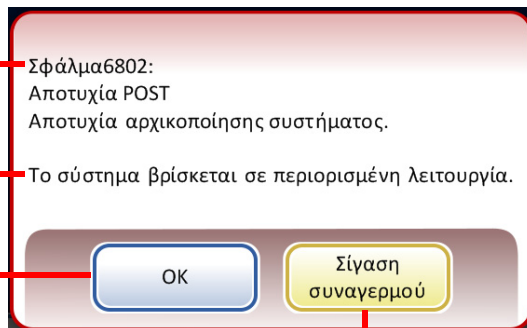 Σφάλμα6802:
Αποτυχία POST
Αποτυχία αρχικοποίησης συστήματος.
Το σύστημα βρίσκεται σε περιορισμένη λειτουργία.
OK
Σίγαση
συναγερμού